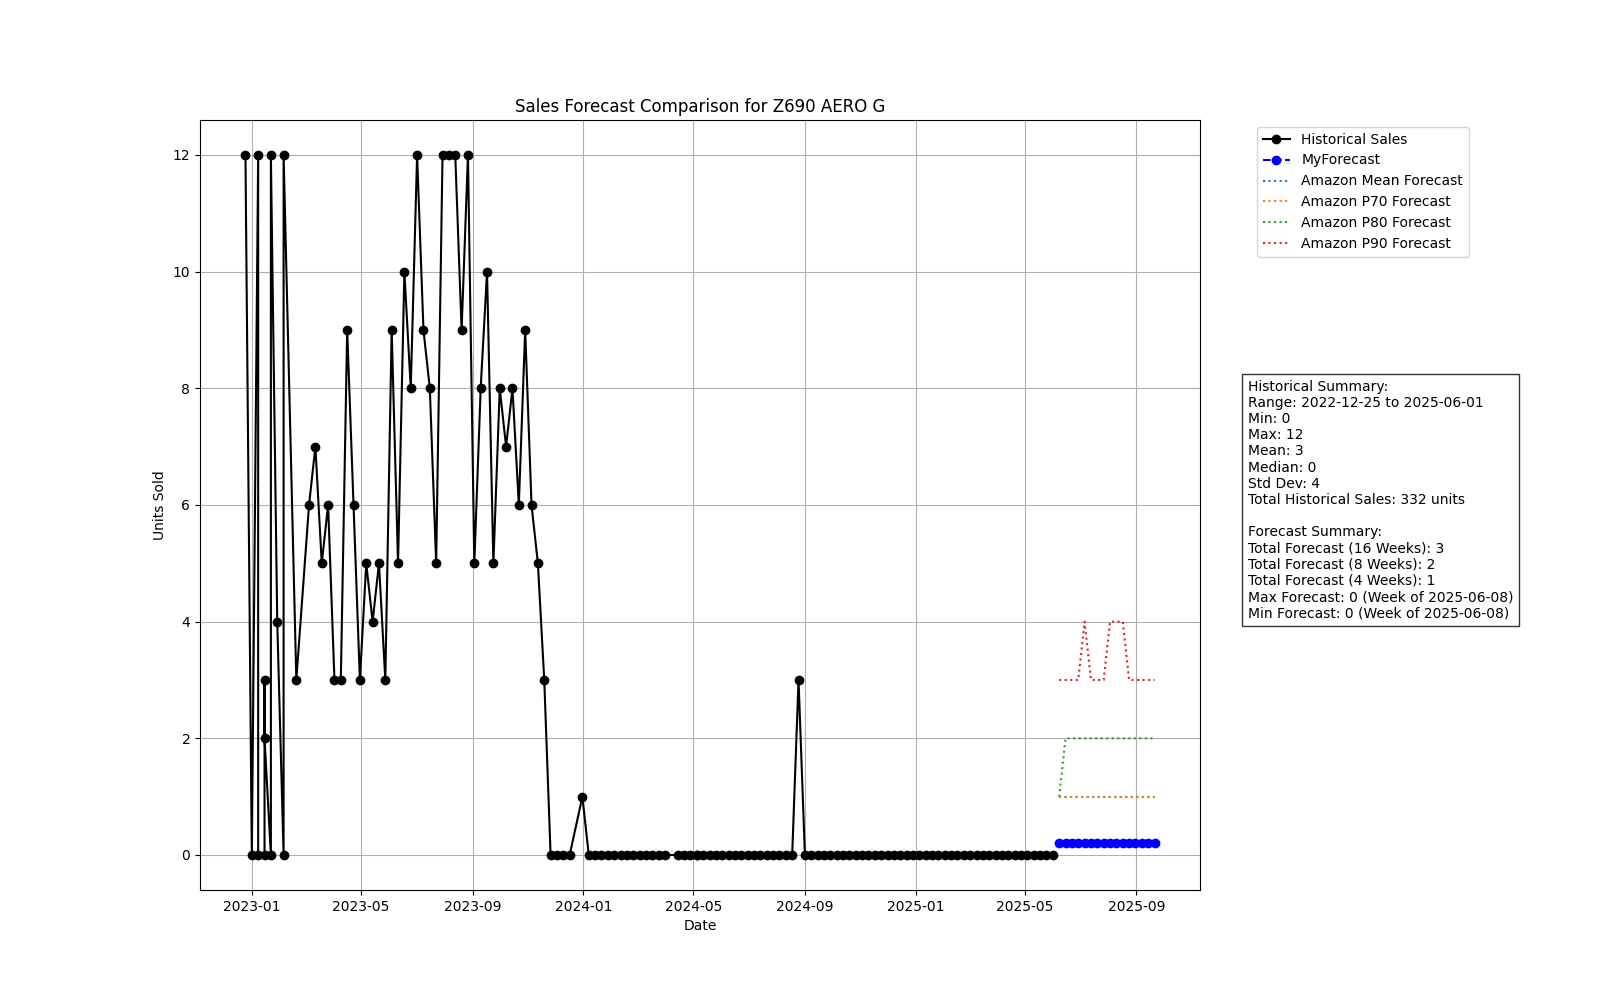 Sales Forecast Comparison for Z690 AERO G
Historical Sales
MyForecast
Amazon Mean Forecast
Amazon P70 Forecast
Amazon P80 Forecast
Amazon P90 Forecast
12
10
8
6
4
2
0
Units Sold
Historical Summary:
Range: 2022-12-25 to 2025-06-01
Min: 0
Max: 12
Mean: 3
Median: 0
Std Dev: 4
Total Historical Sales: 332 units
Forecast Summary:
Total Forecast (16 Weeks): 3
Total Forecast (8 Weeks): 2
Total Forecast (4 Weeks): 1
Max Forecast: 0 (Week of 2025-06-08)
Min Forecast: 0 (Week of 2025-06-08)
2023-01 2023-05 2023-09 2024-01 2024-05 2024-09 2025-01 2025-05 2025-09
Date